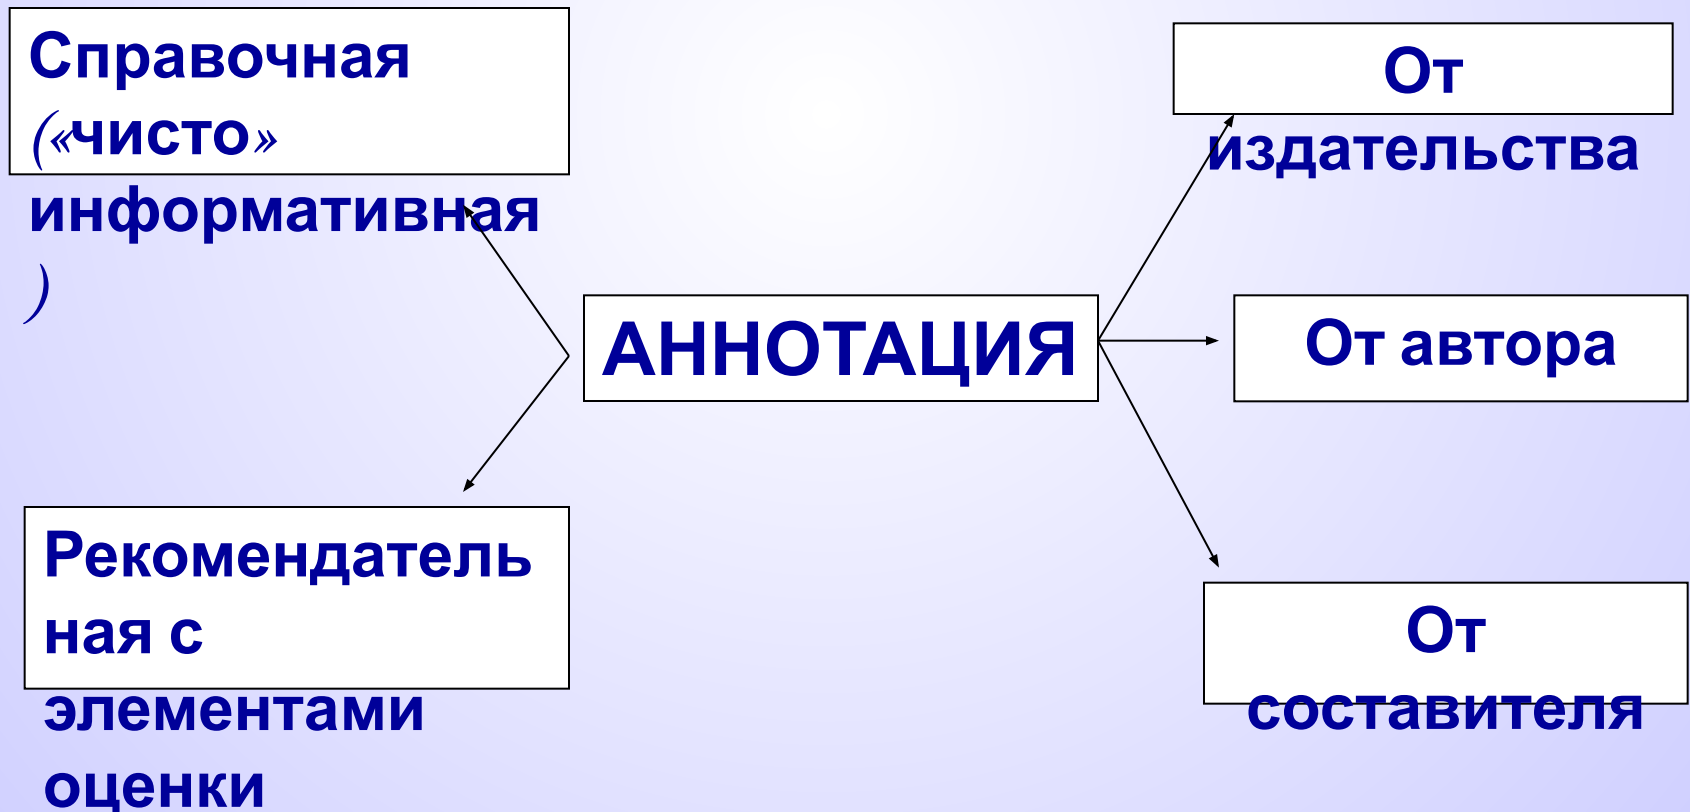 Справочная
(«чисто»
информативная
)
Рекомендатель
ная с
элементами
оценки
АННОТАЦИЯ
От
издательства
От автора
От
составителя